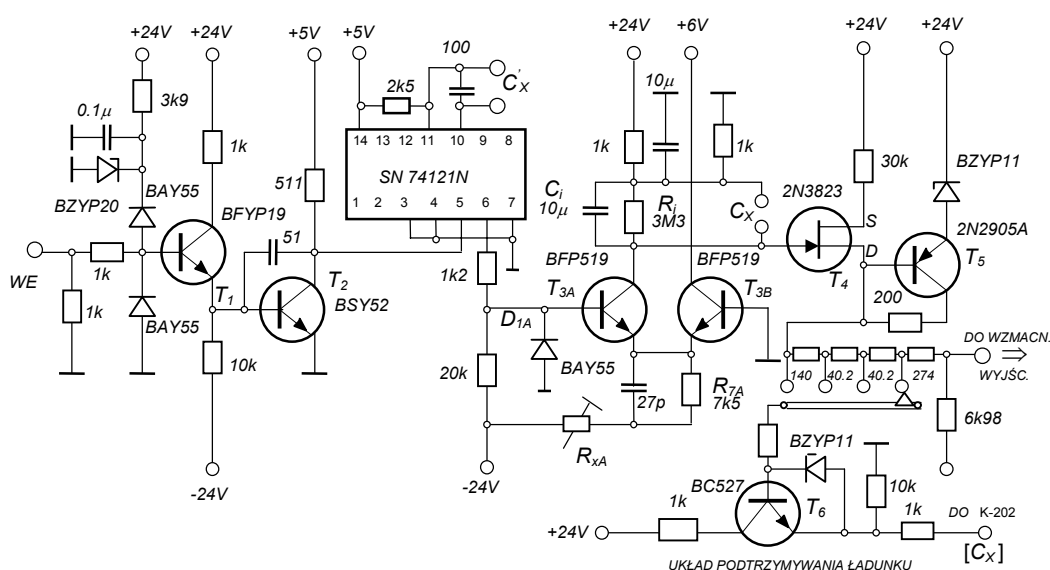 +24V +24V +5V +5V 100 +24V +6V +24V +24V
C'X
10μ
2k5
3k9
0.1μ
14 13 12 11 10 9 8
1k 1k 1k 30k BZYP11
BAY55 511 SN 74121N
2N3823
BZYP20 BFYP19 1 2 3 4 5 6 7
Ci 10μ Ri 3M3 CX S
2N2905A
51 D
WE 1k 1k2 BFP519 BFP519 T5
T1 T2 T3A T3B T4
1k BSY52 200
BAY55 D1A
DO WZMACN.
10k 20k BAY55 27p R7A 7k5 140 40.2 40.2 274 WYJŚC.
6k98
RxA BZYP11
-24V -24V BC527
1k T6 10k 1k DO K-202
+24V [CX]
UKŁAD PODTRZYMYWANIA ŁADUNKU